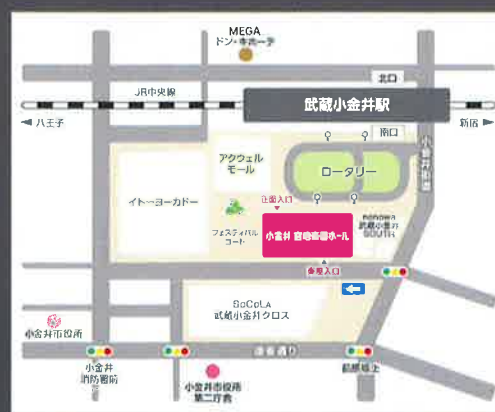 MEGA
ドン・キホーテ
北口
JR中央線
武蔵小金井駅
八王子
新宿
南口
小金井街道
アクウェル
モール
ロータリー
イトーヨーカドー
正面入口
フェスティバル
コート
小金井 宮地楽器ホール
nonowa
武蔵小金井
SOUTH
楽屋入口
SOCOLA
武蔵小金井クロス
小金井市役所
連雀通り
小金井
消防署前
前原坂上
小金井市役所
第二庁舎